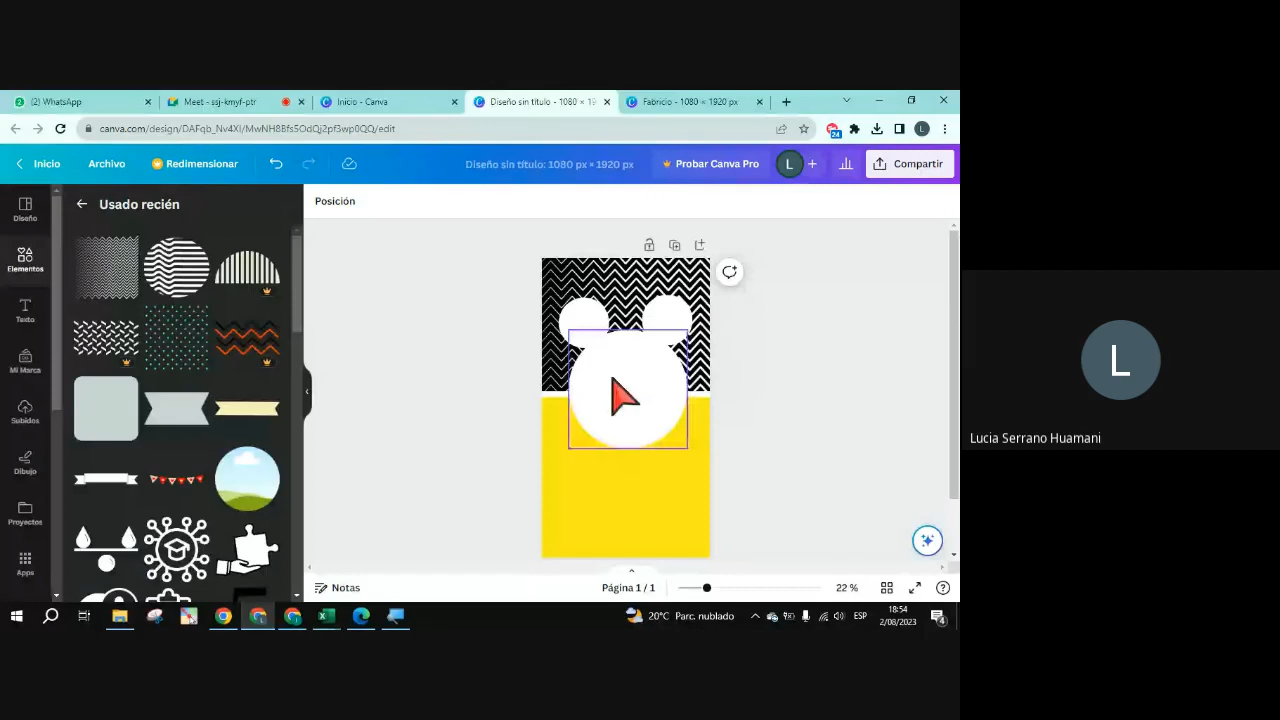 (2) WhatsApp
Meet - ssj-kmyf-ptr
Inicio - Canva
Diseño sin título - 1080 × 19
Fabricio - 1080 × 1920 px
canva.com/design/DAFqb_Nv4XI/MwNH8Bfs5OdQj2pf3wp0QQ/edit
24
L
Inicio
Archivo
Redimensionar
Diseño sin título: 1080 px × 1920 px
Probar Canva Pro
L
Compartir
Diseño
Elementos
Texto
Mi Marca
Subidos
Dibujo
Proyectos
Apps
Usado recién
Posición
Notas
Página 1 / 1
22 %
20°C Parc. nublado
ESP
18:54
2/08/2023
4
L
Lucia Serrano Huamani